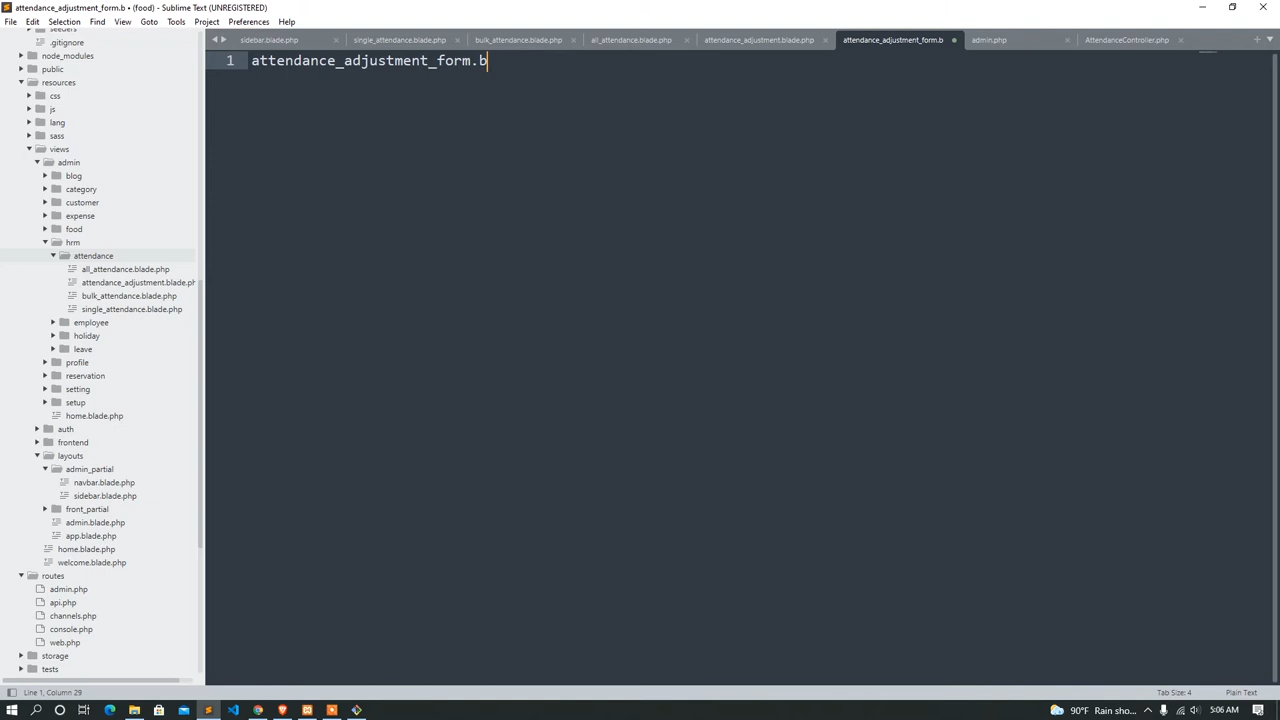 attendance_adjustment_form.b • (food) - Sublime Text (UNREGISTERED)
File Edit Selection Find View Goto Tools Project Preferences Help
sidebar.blade.php single_attendance.blade.php bulk_attendance.blade.php all_attendance.blade.php attendance_adjustment.blade.php attendance_adjustment_form.b admin.php AttendanceController.php
1 attendance_adjustment_form.b
seeders
.gitignore
node_modules
public
resources
css
js
lang
sass
views
admin
blog
category
customer
expense
food
hrm
attendance
all_attendance.blade.php
attendance_adjustment.blade.ph
bulk_attendance.blade.php
single_attendance.blade.php
employee
holiday
leave
profile
reservation
setting
setup
home.blade.php
auth
frontend
layouts
admin_partial
navbar.blade.php
sidebar.blade.php
front_partial
admin.blade.php
app.blade.php
home.blade.php
welcome.blade.php
routes
admin.php
api.php
channels.php
console.php
web.php
storage
tests
Line 1, Column 29 Tab Size: 4 Plain Text
90°F Rain sho... 5:06 AM